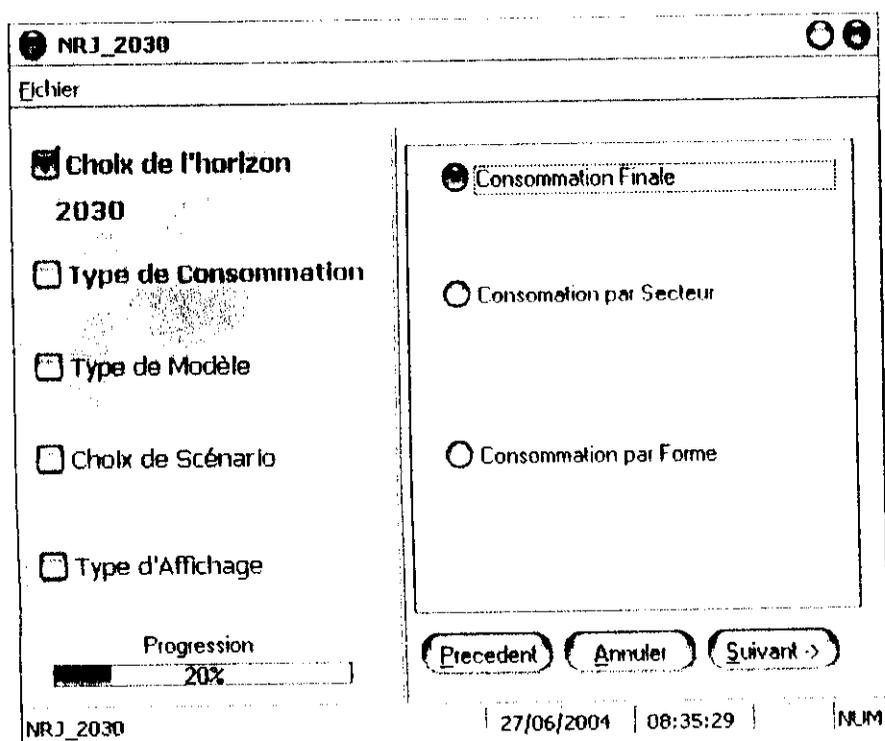 NRJ_2030
Fichier
Choix de l'horizon
2030
Type de Consommation
Type de Modèle
Choix de Scénario
Type d'Affichage
Progression
20%
Consommation Finale
Consomation par Secteur
Consommation par Forme
Precedent
Annuler
Suivant ->
NRJ_2030
27/06/2004
08:35:29
NUM